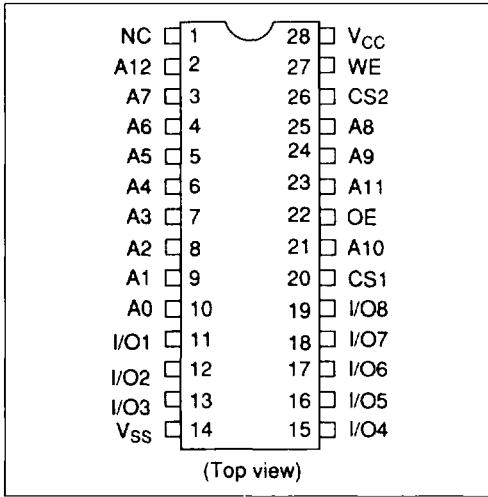 NC 1 28 VCC
A12 2 27 WE
A7 3 26 CS2
A6 4 25 A8
A5 5 24 A9
A4 6 23 A11
A3 7 22 OE
A2 8 21 A10
A1 9 20 CS1
A0 10 19 I/O8
I/O1 11 18 I/O7
I/O2 12 17 I/O6
I/O3 13 16 I/O5
VSS 14 15 I/O4
(Top view)